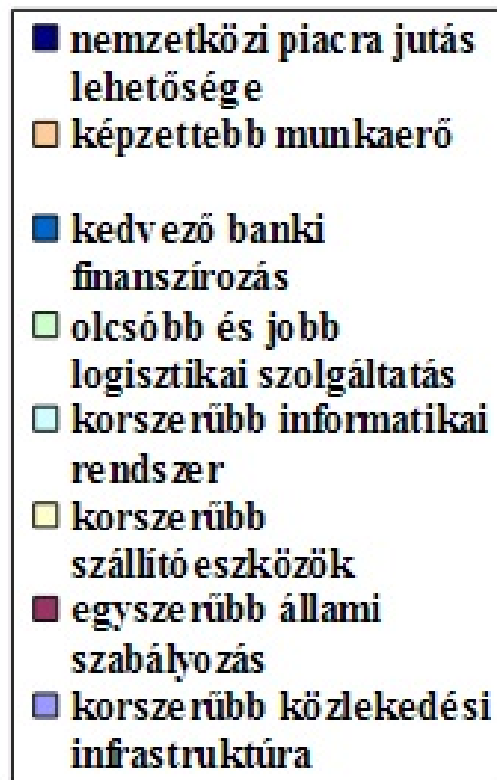 nemzetközi piacra jutás
lehetősége
képzettebb munkaerő
kedvező banki
finanszírozás
olcsóbb és jobb
logisztikai szolgáltatás
korszerűbb informatikai
rendszer
korszerűbb
szállítóeszközök
egyszerűbb állami
szabályozás
korszerűbb közlekedési
infrastruktúra